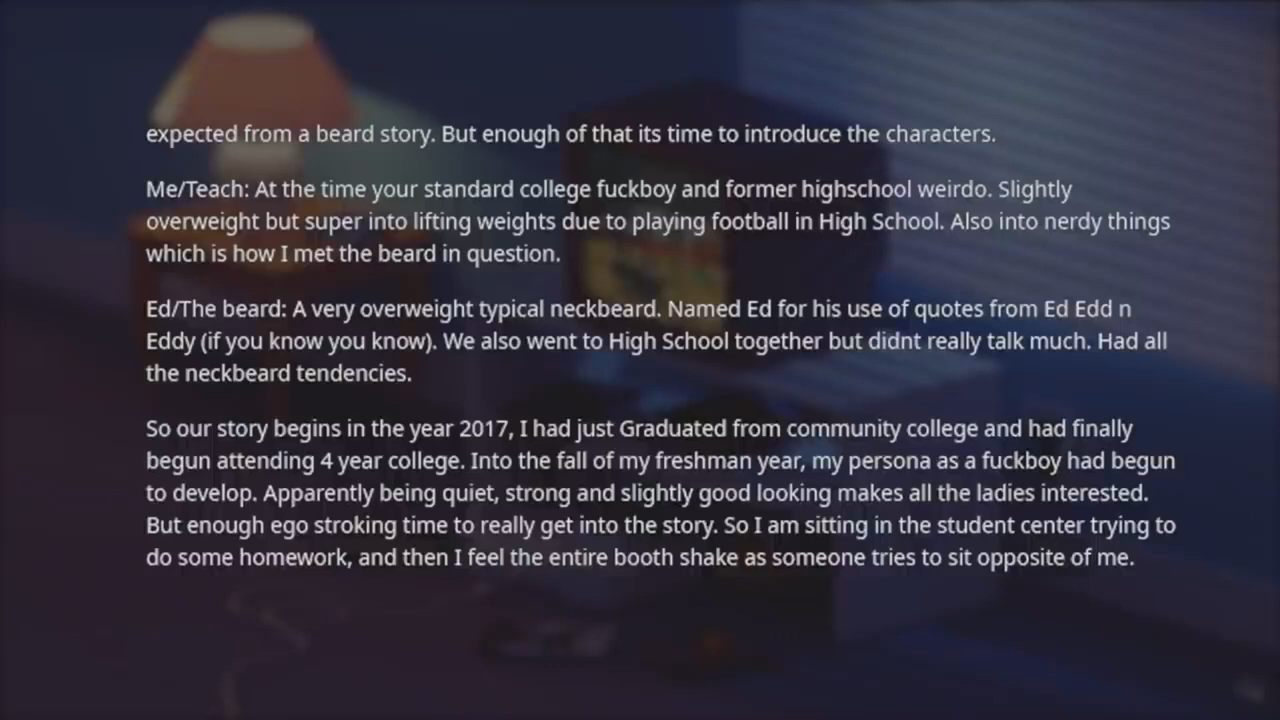 expected from a beard story. But enough of that its time to introduce the characters.
Me/Teach: At the time your standard college fuckboy and former highschool weirdo. Slightly
overweight but super into lifting weights due to playing football in High School. Also into nerdy things
which is how I met the beard in question.
Ed/The beard: A very overweight typical neckbeard. Named Ed for his use of quotes from Ed Edd n
Eddy (if you know you know). We also went to High School together but didnt really talk much. Had all
the neckbeard tendencies.
So our story begins in the year 2017, I had just Graduated from community college and had finally
begun attending 4 year college. Into the fall of my freshman year, my persona as a fuckboy had begun
to develop. Apparently being quiet, strong and slightly good looking makes all the ladies interested.
But enough ego stroking time to really get into the story. So I am sitting in the student center trying to
do some homework, and then I feel the entire booth shake as someone tries to sit opposite of me.